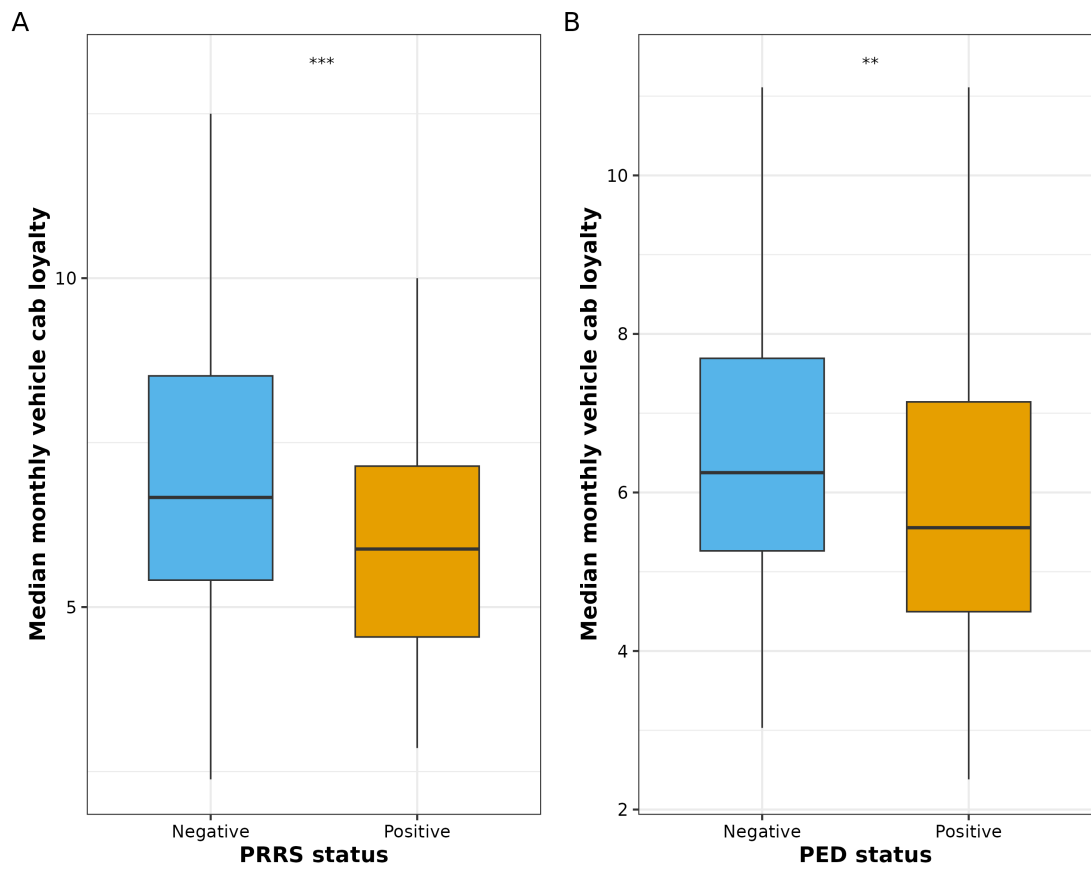 A
***
Median monthly vehicle cab loyalty
10
5
Negative
Positive
PRRS status
B
**
Median monthly vehicle cab loyalty
10
8
6
4
2
Negative
Positive
PED status